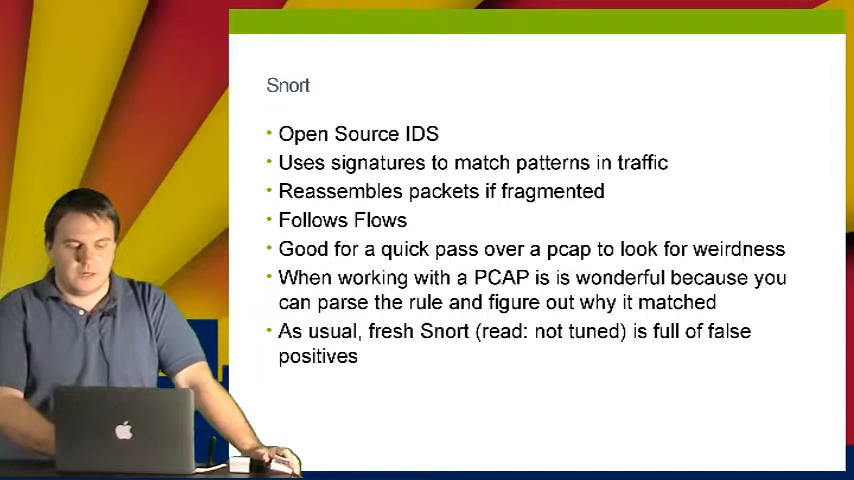 Snort
• Open Source IDS
• Uses signatures to match patterns in traffic
• Reassembles packets if fragmented
• Follows Flows
• Good for a quick pass over a pcap to look for weirdness
• When working with a PCAP is is wonderful because you
can parse the rule and figure out why it matched
• As usual, fresh Snort (read: not tuned) is full of false
positives